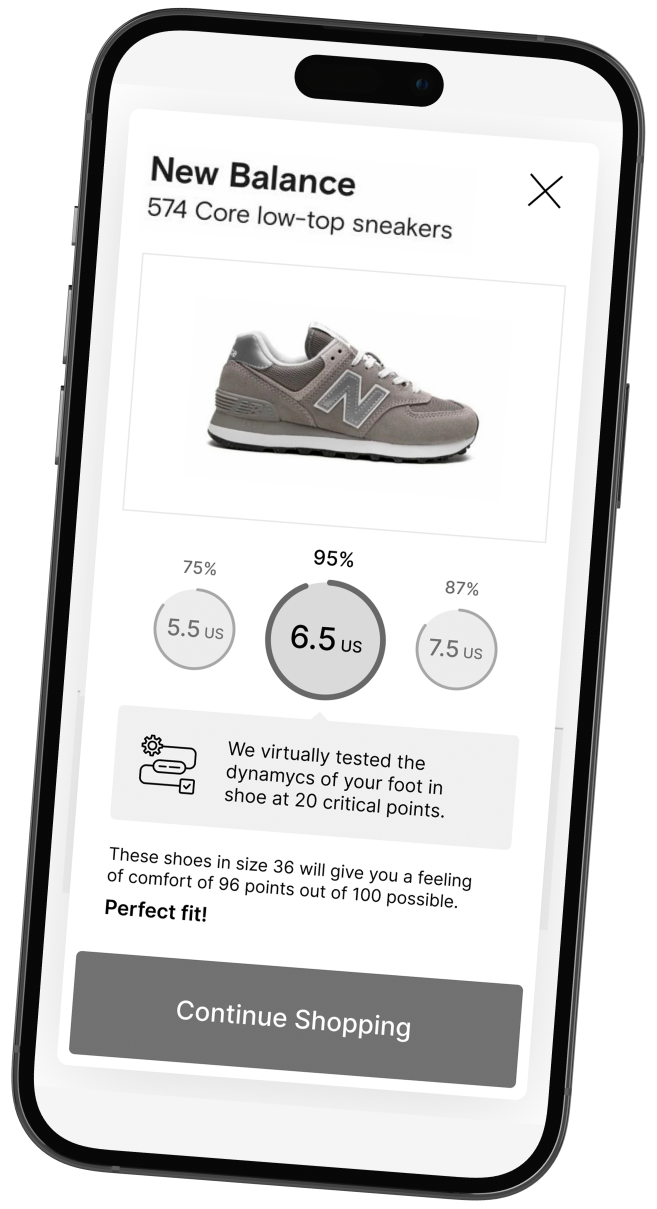 New Balance
574 Core low-top sneakers
N
75%
95%
87%
5.5 US
6.5 US
7.5 US
We virtually tested the
dynamycs of your foot in
shoe at 20 critical points.
These shoes in size 36 will give you a feeling
of comfort of 96 points out of 100 possible.
Perfect fit!
Continue Shopping